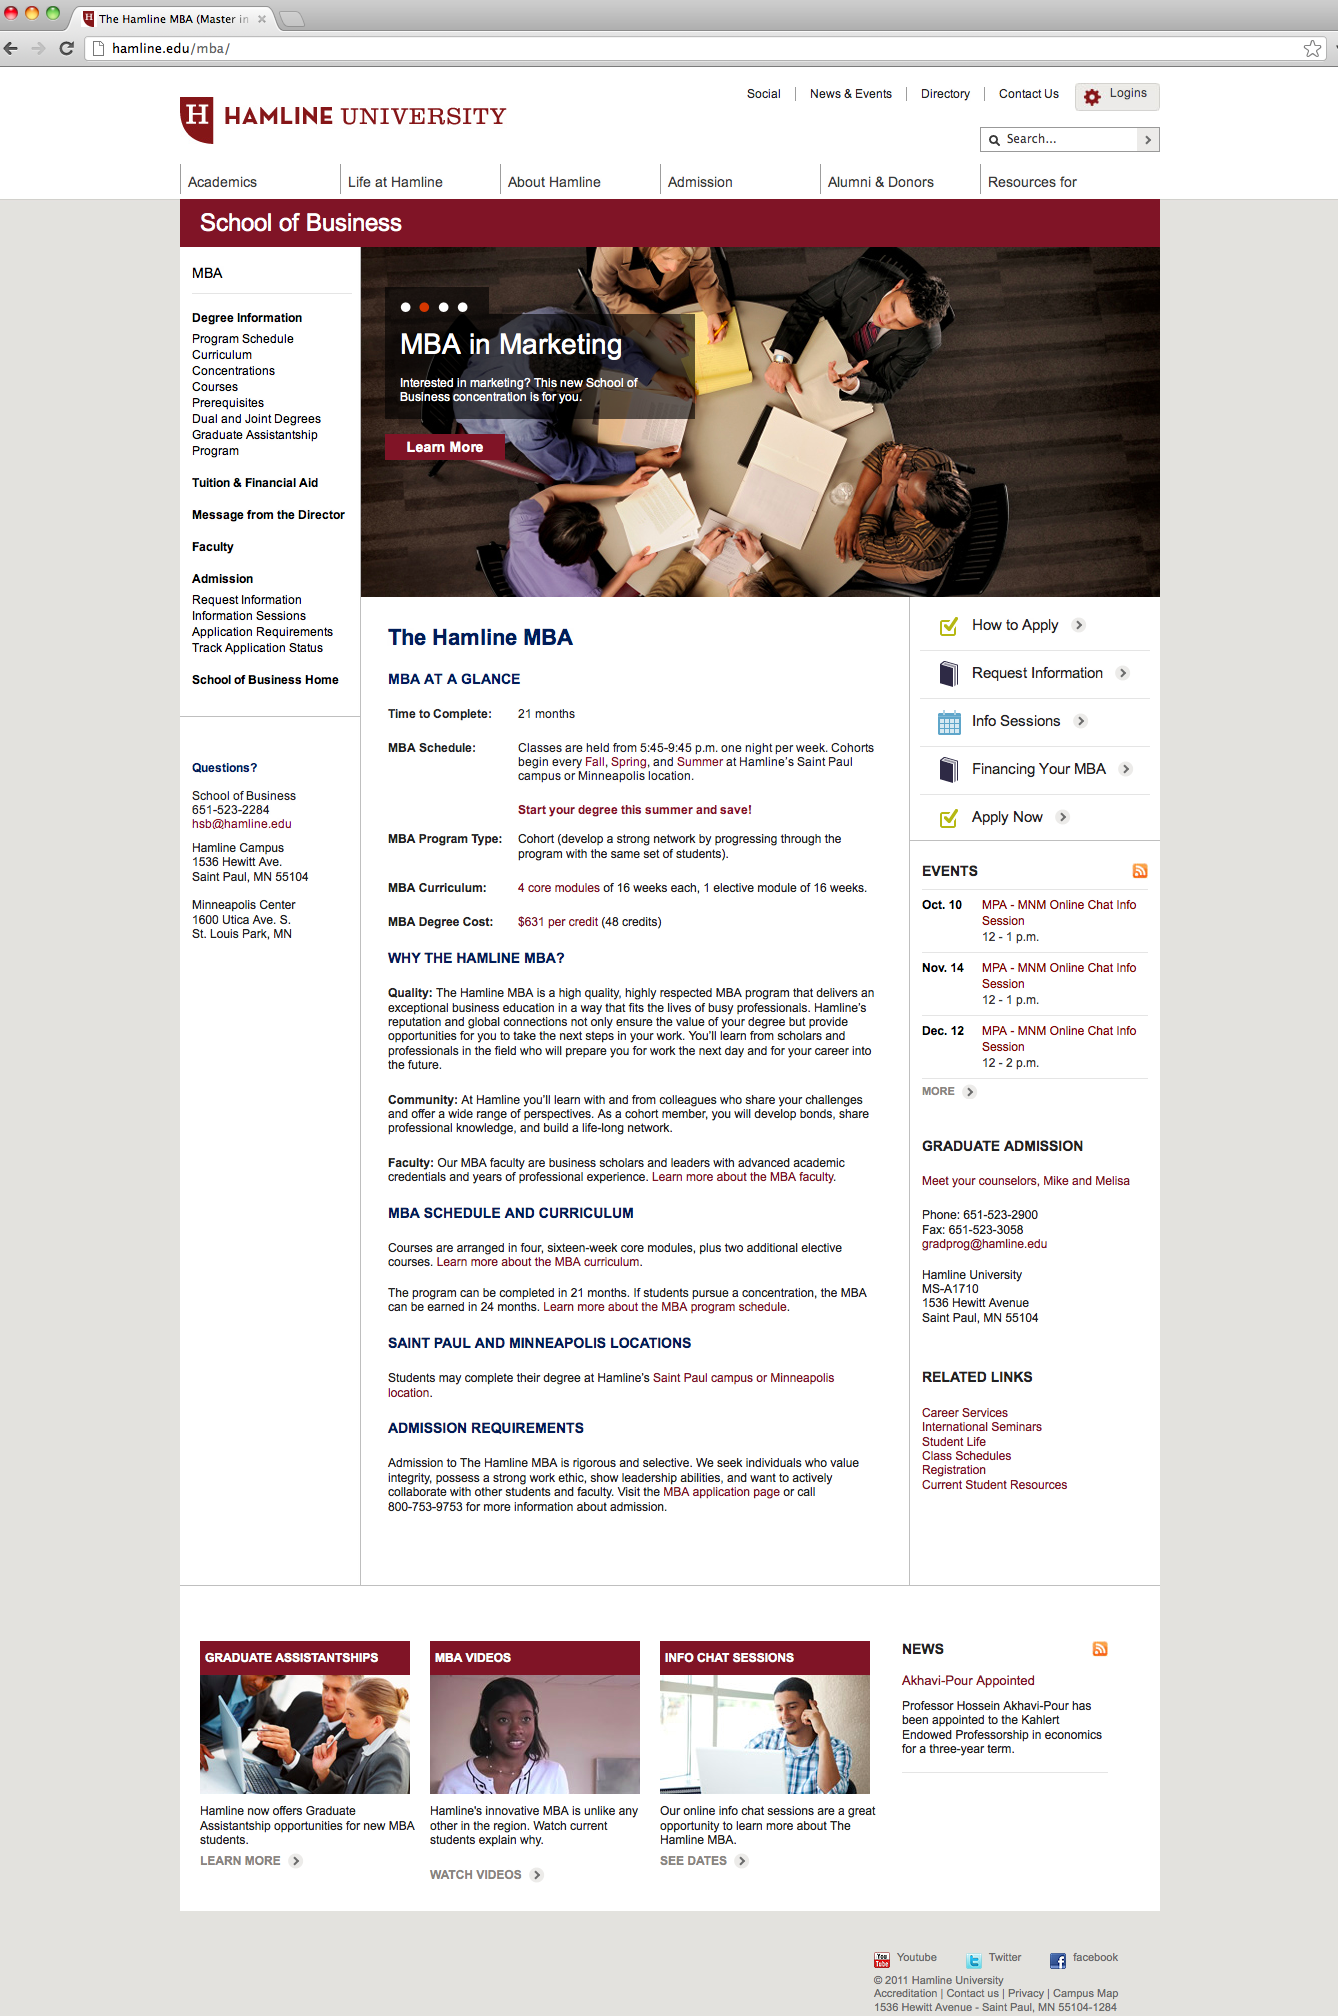 The Hamline MBA (Master in
hamline.edu/mba/
Social
News & Events
Directory
Contact Us
Logins
H HAMLINE UNIVERSITY
Search...
Academics
Life at Hamline
About Hamline
Admission
Alumni & Donors
Resources for
School of Business
MBA
Degree Information
Program Schedule
Curriculum
Concentrations
Courses
Prerequisites
Dual and Joint Degrees
Graduate Assistantship
Program
Tuition & Financial Aid
Message from the Director
Faculty
Admission
Request Information
Information Sessions
Application Requirements
Track Application Status
School of Business Home
Questions?
School of Business
651-523-2284
hsb@hamline.edu
Hamline Campus
1536 Hewitt Ave.
Saint Paul, MN 55104
Minneapolis Center
1600 Utica Ave. S.
St. Louis Park, MN
MBA in Marketing
Interested in marketing? This new School of
Business concentration is for you.
Learn More
The Hamline MBA
MBA AT A GLANCE
Time to Complete: 21 months
MBA Schedule: Classes are held from 5:45-9:45 p.m. one night per week. Cohorts
begin every Fall, Spring, and Summer at Hamline's Saint Paul
campus or Minneapolis location.
Start your degree this summer and save!
MBA Program Type: Cohort (develop a strong network by progressing through the
program with the same set of students).
MBA Curriculum: 4 core modules of 16 weeks each, 1 elective module of 16 weeks.
MBA Degree Cost: $631 per credit (48 credits)
WHY THE HAMLINE MBA?
Quality: The Hamline MBA is a high quality, highly respected MBA program that delivers an
exceptional business education in a way that fits the lives of busy professionals. Hamline's
reputation and global connections not only ensure the value of your degree but provide
opportunities for you to take the next steps in your work. You'll learn from scholars and
professionals in the field who will prepare you for work the next day and for your career into
the future.
Community: At Hamline you'll learn with and from colleagues who share your challenges
and offer a wide range of perspectives. As a cohort member, you will develop bonds, share
professional knowledge, and build a life-long network.
Faculty: Our MBA faculty are business scholars and leaders with advanced academic
credentials and years of professional experience. Learn more about the MBA faculty.
MBA SCHEDULE AND CURRICULUM
Courses are arranged in four, sixteen-week core modules, plus two additional elective
courses. Learn more about the MBA curriculum.
The program can be completed in 21 months. If students pursue a concentration, the MBA
can be earned in 24 months. Learn more about the MBA program schedule.
SAINT PAUL AND MINNEAPOLIS LOCATIONS
Students may complete their degree at Hamline's Saint Paul campus or Minneapolis
location.
ADMISSION REQUIREMENTS
Admission to The Hamline MBA is rigorous and selective. We seek individuals who value
integrity, possess a strong work ethic, show leadership abilities, and want to actively
collaborate with other students and faculty. Visit the MBA application page or call
800-753-9753 for more information about admission.
How to Apply
Request Information
Info Sessions
Financing Your MBA
Apply Now
EVENTS
Oct. 10 MPA - MNM Online Chat Info
Session
12 - 1 p.m.
Nov. 14 MPA - MNM Online Chat Info
Session
12 - 1 p.m.
Dec. 12 MPA - MNM Online Chat Info
Session
12 - 2 p.m.
MORE
GRADUATE ADMISSION
Meet your counselors, Mike and Melisa
Phone: 651-523-2900
Fax: 651-523-3058
gradprog@hamline.edu
Hamline University
MS-A1710
1536 Hewitt Avenue
Saint Paul, MN 55104
RELATED LINKS
Career Services
International Seminars
Student Life
Class Schedules
Registration
Current Student Resources
GRADUATE ASSISTANTSHIPS
Hamline now offers Graduate
Assistantship opportunities for new MBA
students.
LEARN MORE
MBA VIDEOS
Hamline's innovative MBA is unlike any
other in the region. Watch current
students explain why.
WATCH VIDEOS
INFO CHAT SESSIONS
Our online info chat sessions are a great
opportunity to learn more about The
Hamline MBA.
SEE DATES
NEWS
Akhavi-Pour Appointed
Professor Hossein Akhavi-Pour has
been appointed to the Kahlert
Endowed Professorship in economics
for a three-year term.
You Tube Youtube
t Twitter
f facebook
© 2011 Hamline University
Accreditation | Contact us | Privacy | Campus Map
1536 Hewitt Avenue - Saint Paul, MN 55104-1284